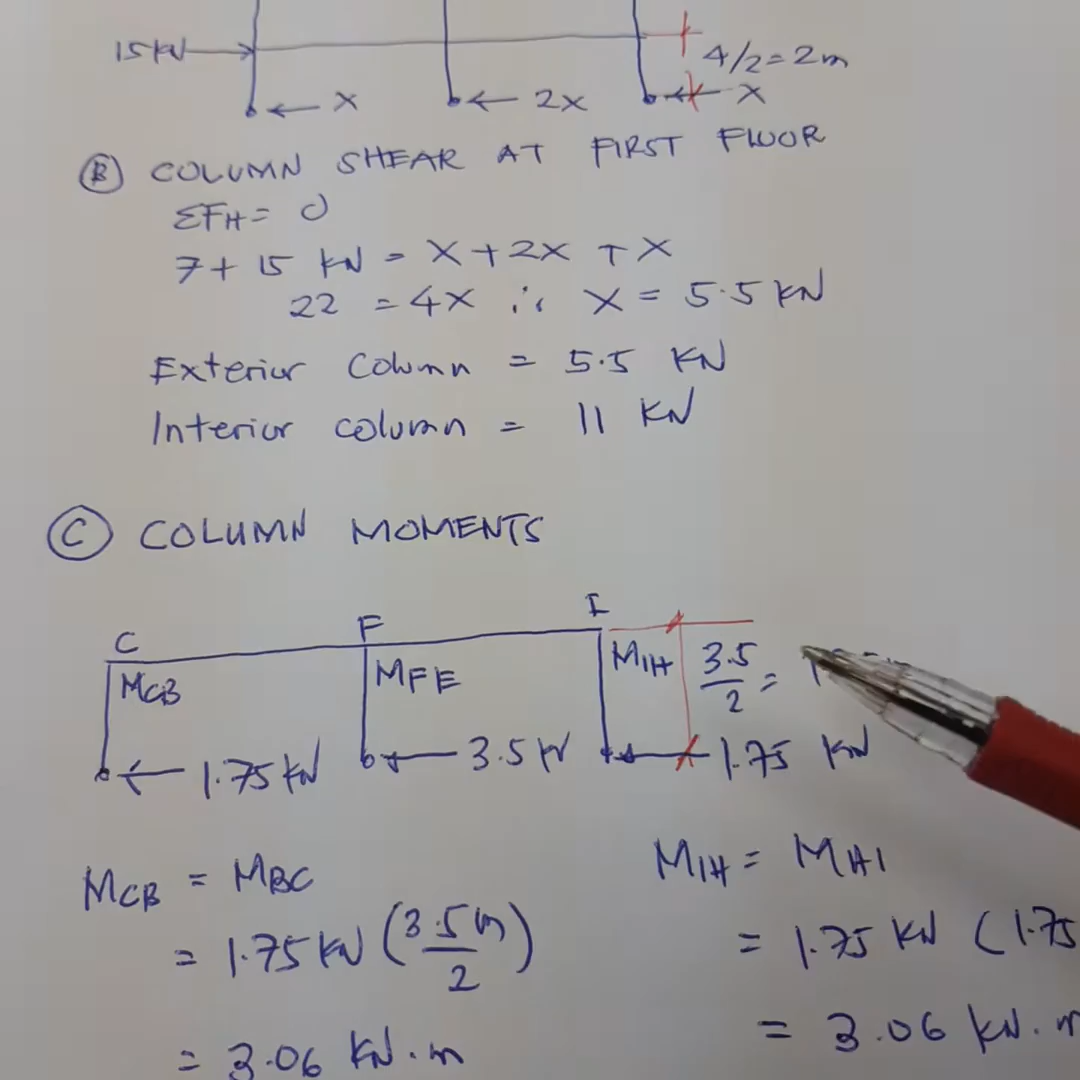 15 kN
4/2 = 2m
X 2X X
Ⓑ COLUMN SHEAR AT FIRST FLUOR
ΣFH = 0
7 + 15 kN = X + 2X + X
22 = 4X ∴ X = 5.5 kN
Exterior column = 5.5 KN
Interior column = 11 KN
Ⓒ COLUMN MOMENTS
C F I
MCB MFE MIH 3.5/2 =
1.75 kN 3.5 kN 1.75 kN
MCB = MBC
= 1.75 kN (3.5m/2)
= 3.06 KN.m
MIH = MHI
= 1.75 kN (1.75
= 3.06 kN.m